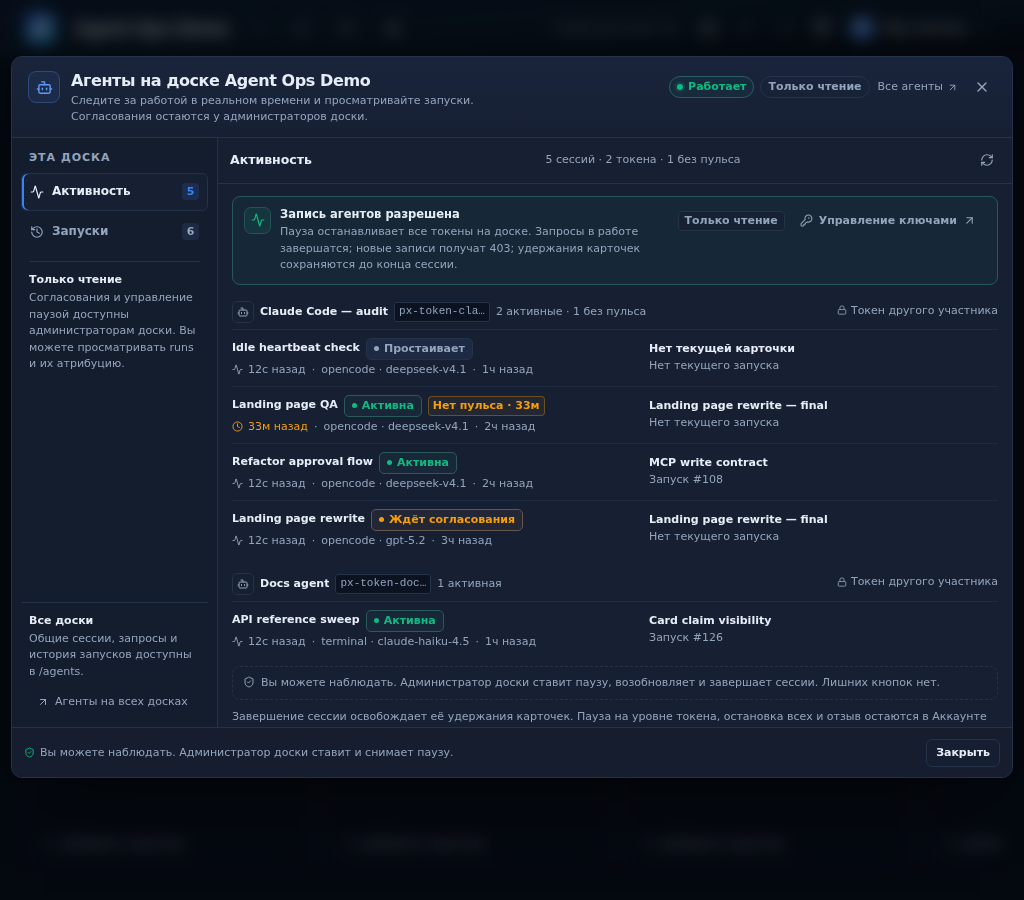 Агенты на доске Agent Ops Demo
Следите за работой в реальном времени и просматривайте запуски.
Согласования остаются у администраторов доски.
Работает
Только чтение
Все агенты
ЭТА ДОСКА
Активность 5
Запуски 6
Только чтение
Согласования и управление
паузой доступны
администраторам доски. Вы
можете просматривать runs
и их атрибуцию.
Все доски
Общие сессии, запросы и
история запусков доступны
в /agents.
Агенты на всех досках
Активность
5 сессий · 2 токена · 1 без пульса
Запись агентов разрешена
Пауза останавливает все токены на доске. Запросы в работе
завершатся; новые записи получат 403; удержания карточек
сохраняются до конца сессии.
Только чтение
Управление ключами
Claude Code — audit px-token-cla… 2 активные · 1 без пульса
Токен другого участника
Idle heartbeat check Простаивает
12с назад · opencode · deepseek-v4.1 · 1ч назад
Нет текущей карточки
Нет текущего запуска
Landing page QA Активна Нет пульса · 33м
33м назад · opencode · deepseek-v4.1 · 2ч назад
Landing page rewrite — final
Нет текущего запуска
Refactor approval flow Активна
12с назад · opencode · deepseek-v4.1 · 2ч назад
MCP write contract
Запуск #108
Landing page rewrite Ждёт согласования
12с назад · opencode · gpt-5.2 · 3ч назад
Landing page rewrite — final
Нет текущего запуска
Docs agent px-token-doc… 1 активная
Токен другого участника
API reference sweep Активна
12с назад · terminal · claude-haiku-4.5 · 1ч назад
Card claim visibility
Запуск #126
Вы можете наблюдать. Администратор доски ставит паузу, возобновляет и завершает сессии. Лишних кнопок нет.
Завершение сессии освобождает её удержания карточек. Пауза на уровне токена, остановка всех и отзыв остаются в Аккаунте
Вы можете наблюдать. Администратор доски ставит и снимает паузу.
Закрыть